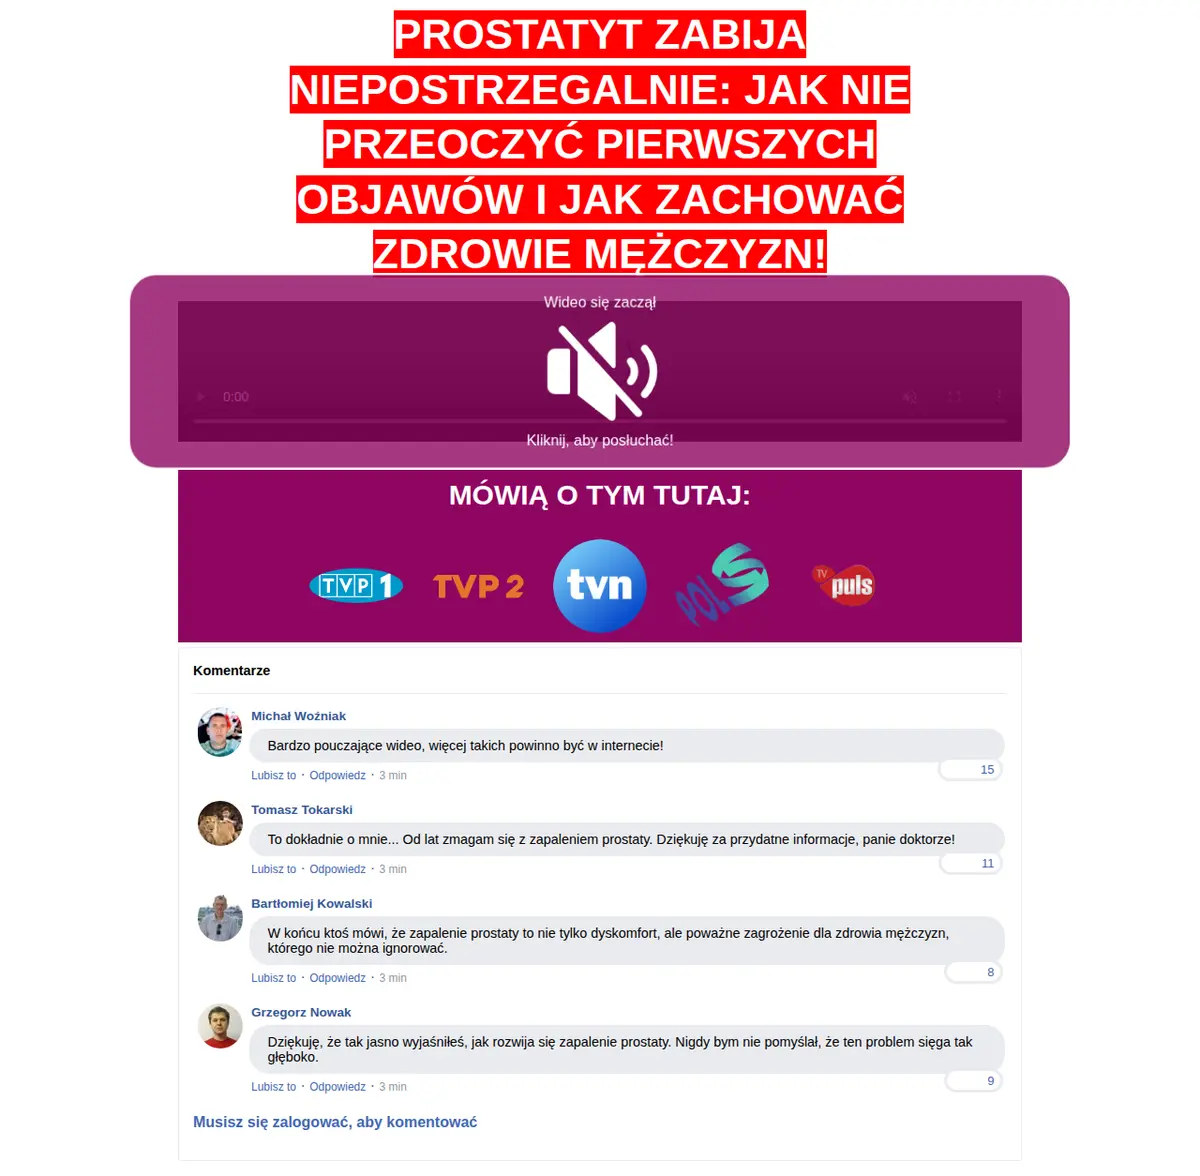 PROSTATYT ZABIJA
NIEPOSTRZEGALNIE: JAK NIE
PRZEOCZYĆ PIERWSZYCH
OBJAWÓW I JAK ZACHOWAĆ
ZDROWIE MĘŻCZYZN!
Wideo się zaczął
0:00
Kliknij, aby posłuchać!
MÓWIĄ O TYM TUTAJ:
TVP 1
TVP 2
tvn
POLS
TV puls
Komentarze
Michał Woźniak
Bardzo pouczające wideo, więcej takich powinno być w internecie!
15
Lubisz to · Odpowiedz · 3 min
Tomasz Tokarski
To dokładnie o mnie... Od lat zmagam się z zapaleniem prostaty. Dziękuję za przydatne informacje, panie doktorze!
11
Lubisz to · Odpowiedz · 3 min
Bartłomiej Kowalski
W końcu ktoś mówi, że zapalenie prostaty to nie tylko dyskomfort, ale poważne zagrożenie dla zdrowia mężczyzn,
którego nie można ignorować.
8
Lubisz to · Odpowiedz · 3 min
Grzegorz Nowak
Dziękuję, że tak jasno wyjaśniłeś, jak rozwija się zapalenie prostaty. Nigdy bym nie pomyślał, że ten problem sięga tak
głęboko.
9
Lubisz to · Odpowiedz · 3 min
Musisz się zalogować, aby komentować